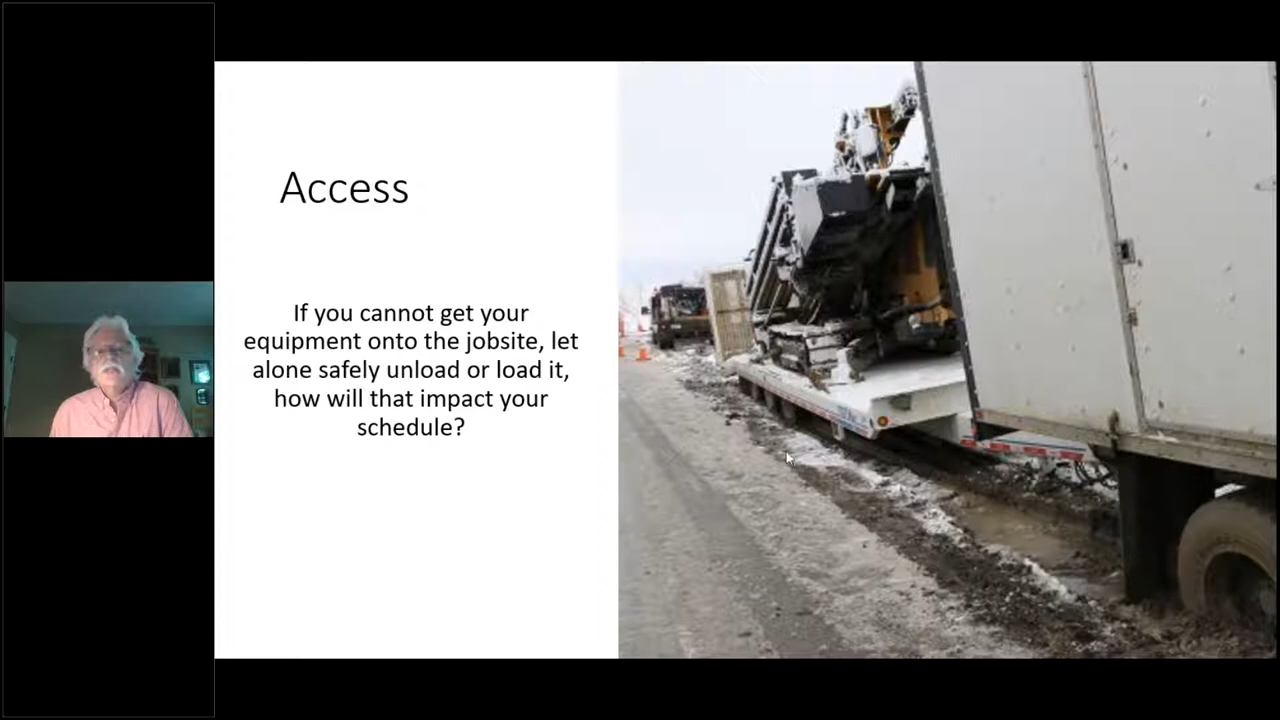 Access
If you cannot get your
equipment onto the jobsite, let
alone safely unload or load it,
how will that impact your
schedule?